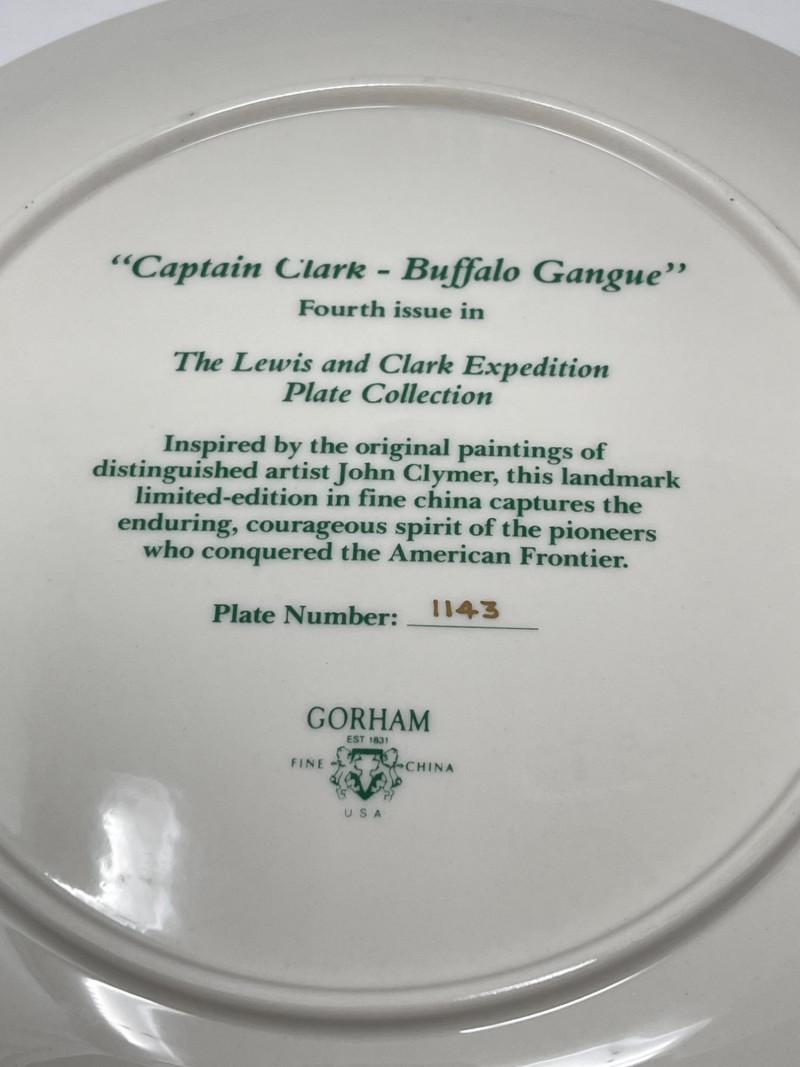 “Captain Clark - Buffalo Gangue”
Fourth issue in
The Lewis and Clark Expedition
Plate Collection
Inspired by the original paintings of
distinguished artist John Clymer, this landmark
limited-edition in fine china captures the
enduring, courageous spirit of the pioneers
who conquered the American Frontier.
Plate Number: 1143
GORHAM
EST 1831
FINE CHINA
USA